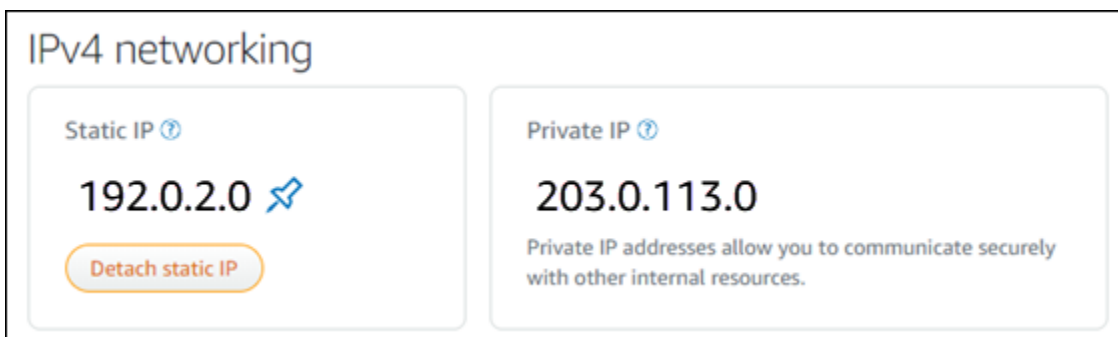 IPv4 networking
Static IP ?
Private IP ?
192.0.2.0
203.0.113.0
Detach static IP
Private IP addresses allow you to communicate securely
with other internal resources.